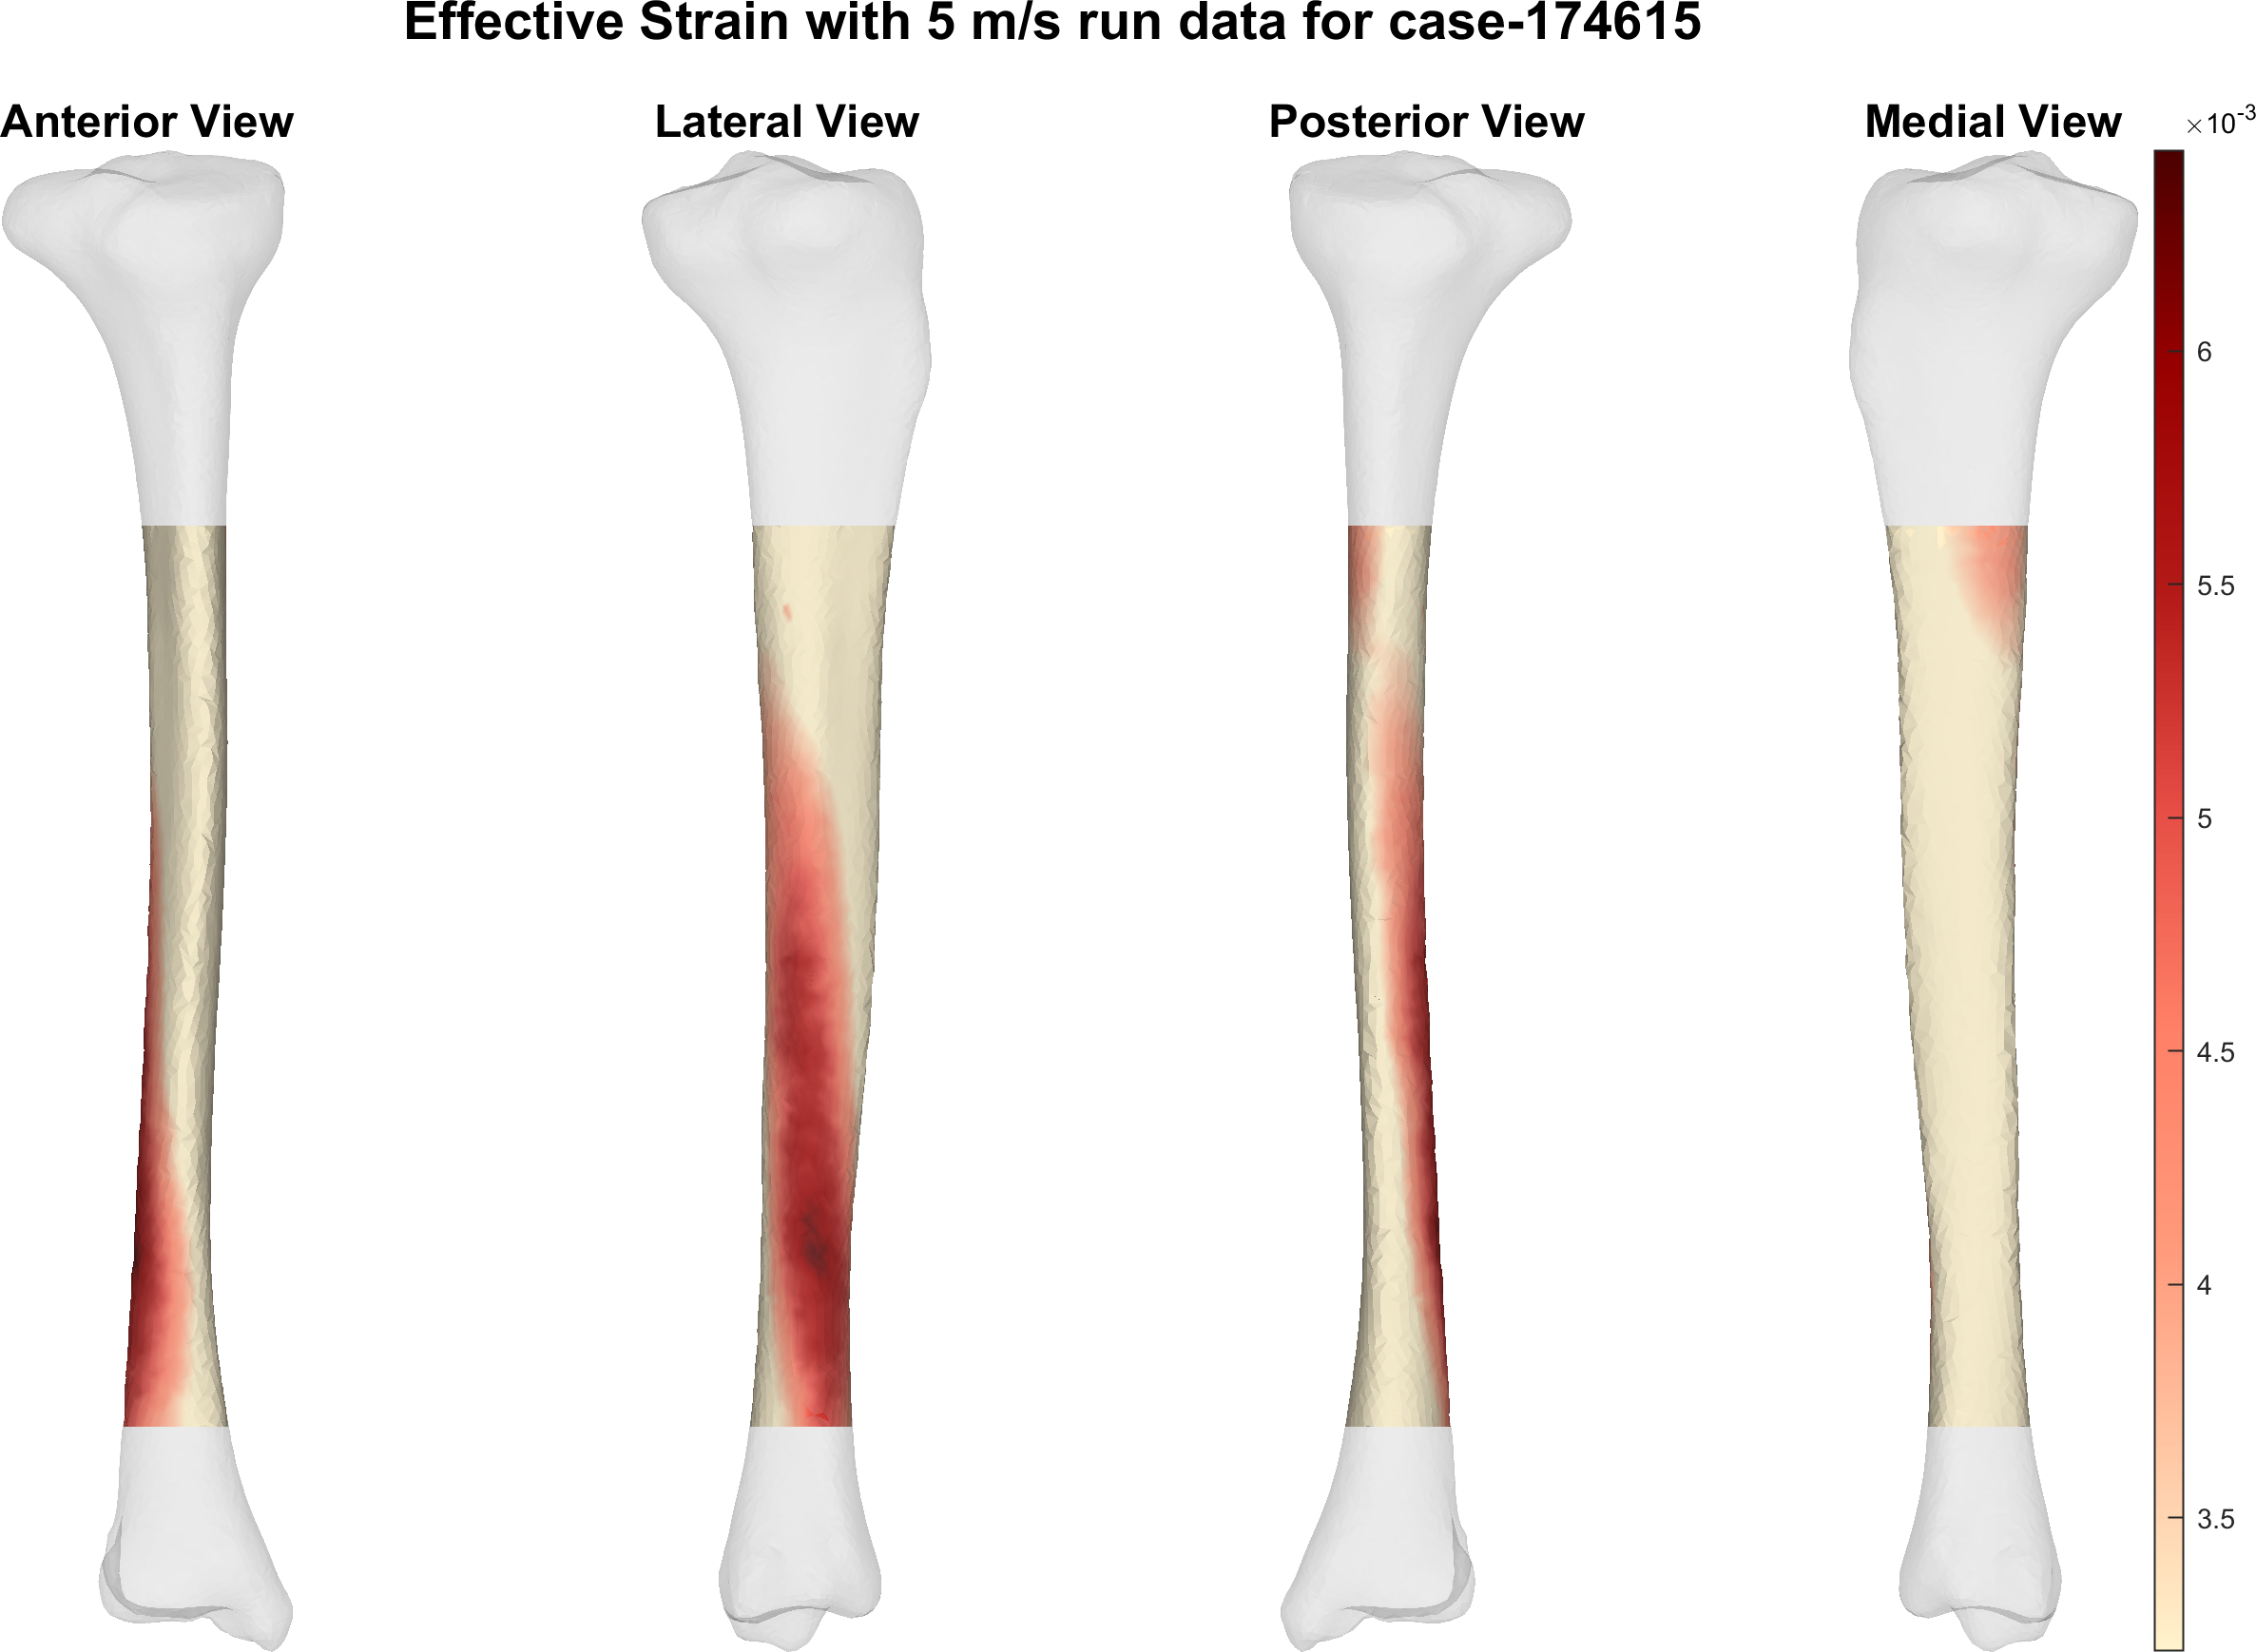 Effective Strain with 5 m/s run data for case-174615
Anterior View
Lateral View
Posterior View
Medial View
×10⁻³
6
5.5
5
4.5
4
3.5